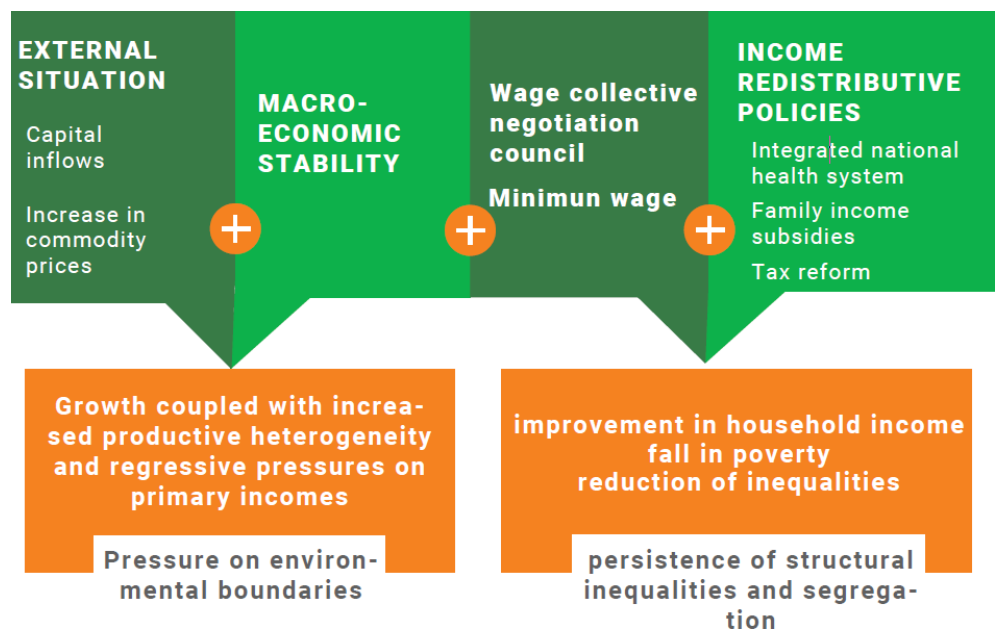 EXTERNAL
SITUATION
Capital
inflows
Increase in
commodity
prices
MACRO-
ECONOMIC
STABILITY
Wage collective
negotiation
council
Minimun wage
INCOME
REDISTRIBUTIVE
POLICIES
Integrated national
health system
Family income
subsidies
Tax reform
Growth coupled with increa-
sed productive heterogeneity
and regressive pressures on
primary incomes
Pressure on environ-
mental boundaries
improvement in household income
fall in poverty
reduction of inequalities
persistence of structural
inequalities and segrega-
tion